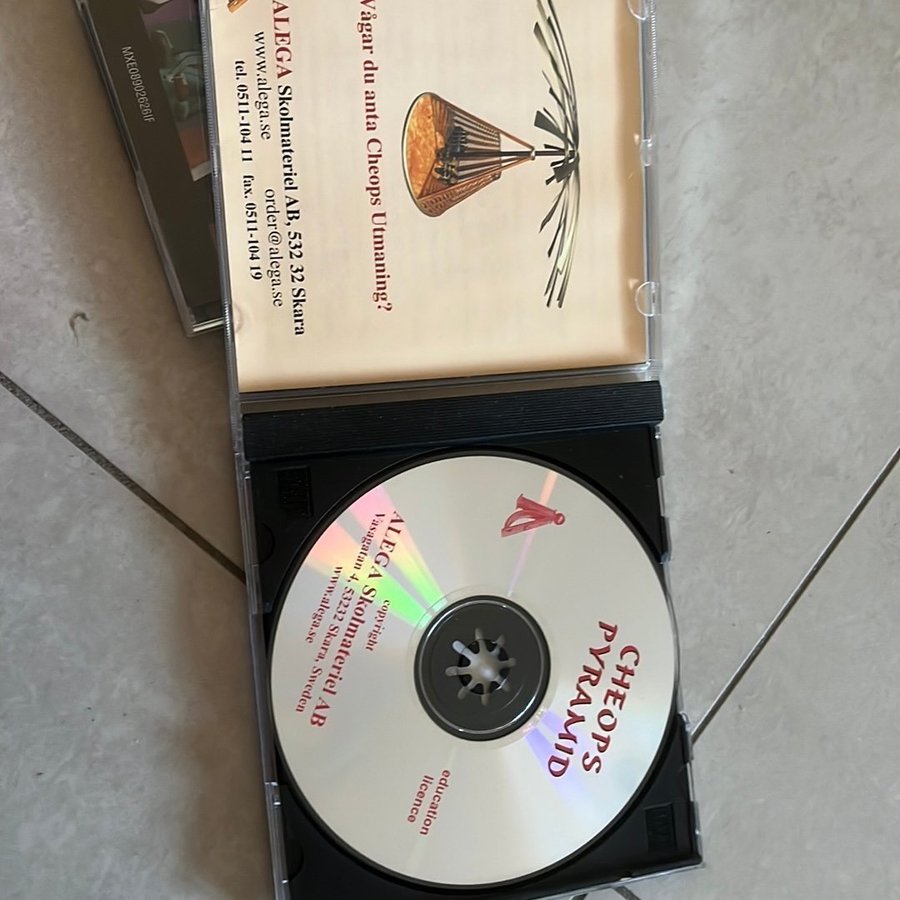 MXE08902626IF
Vågar du anta Cheops Utmaning?
ALEGA Skolmateriel AB, 532 32 Skara
www.alega.se order@alega.se
tel. 0511-104 11 fax. 0511-104 19
CHEOPS
PYRAMID
education
licence
copyright
ALEGA Skolmateriel AB
Vasagatan 4, 53232 Skara, Sweden
www.alega.se